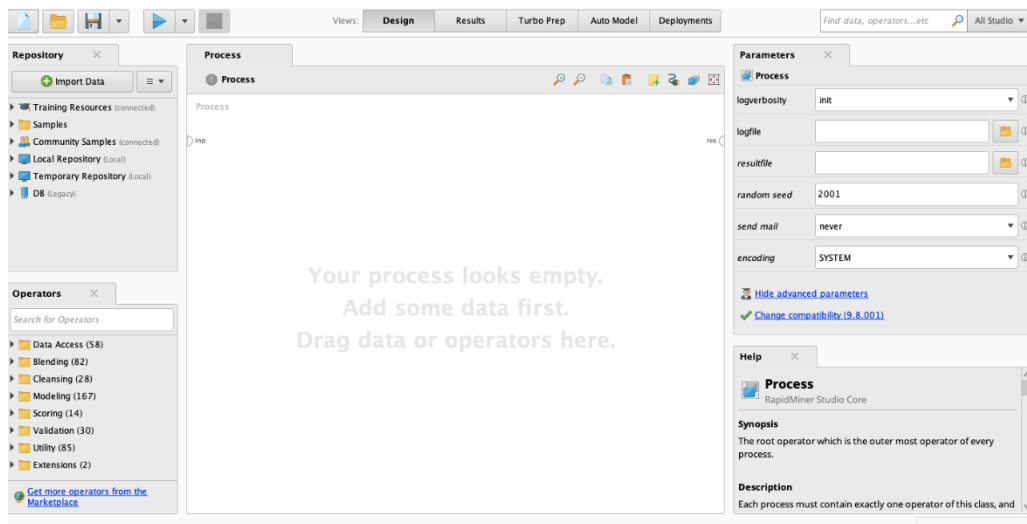 Views:
Design
Results
Turbo Prep
Auto Model
Deployments
Find data, operators...etc
All Studio
Repository
Import Data
Training Resources (connected)
Samples
Community Samples (connected)
Local Repository (Local)
Temporary Repository (Local)
DB (Legacy)
Operators
Search for Operators
Data Access (58)
Blending (82)
Cleansing (28)
Modeling (167)
Scoring (14)
Validation (30)
Utility (85)
Extensions (2)
Get more operators from the
Marketplace
Process
Process
Process
inp
res
Your process looks empty.
Add some data first.
Drag data or operators here.
Parameters
Process
logverbosity
init
logfile
resultfile
random seed
2001
send mail
never
encoding
SYSTEM
Hide advanced parameters
Change compatibility (9.8.001)
Help
Process
RapidMiner Studio Core
Synopsis
The root operator which is the outer most operator of every
process.
Description
Each process must contain exactly one operator of this class, and